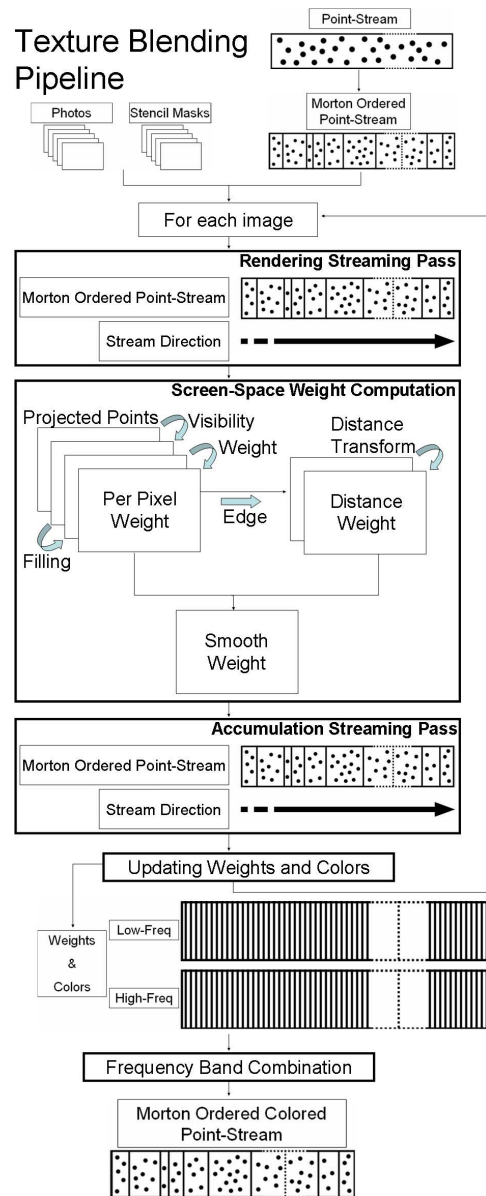 Texture Blending
Pipeline
Point-Stream
Morton Ordered
Point-Stream
Photos
Stencil Masks
For each image
Rendering Streaming Pass
Morton Ordered Point-Stream
Stream Direction
Screen-Space Weight Computation
Projected Points
Visibility
Weight
Per Pixel
Weight
Filling
Edge
Distance
Transform
Distance
Weight
Smooth
Weight
Accumulation Streaming Pass
Morton Ordered Point-Stream
Stream Direction
Updating Weights and Colors
Weights
&
Colors
Low-Freq
High-Freq
Frequency Band Combination
Morton Ordered Colored
Point-Stream